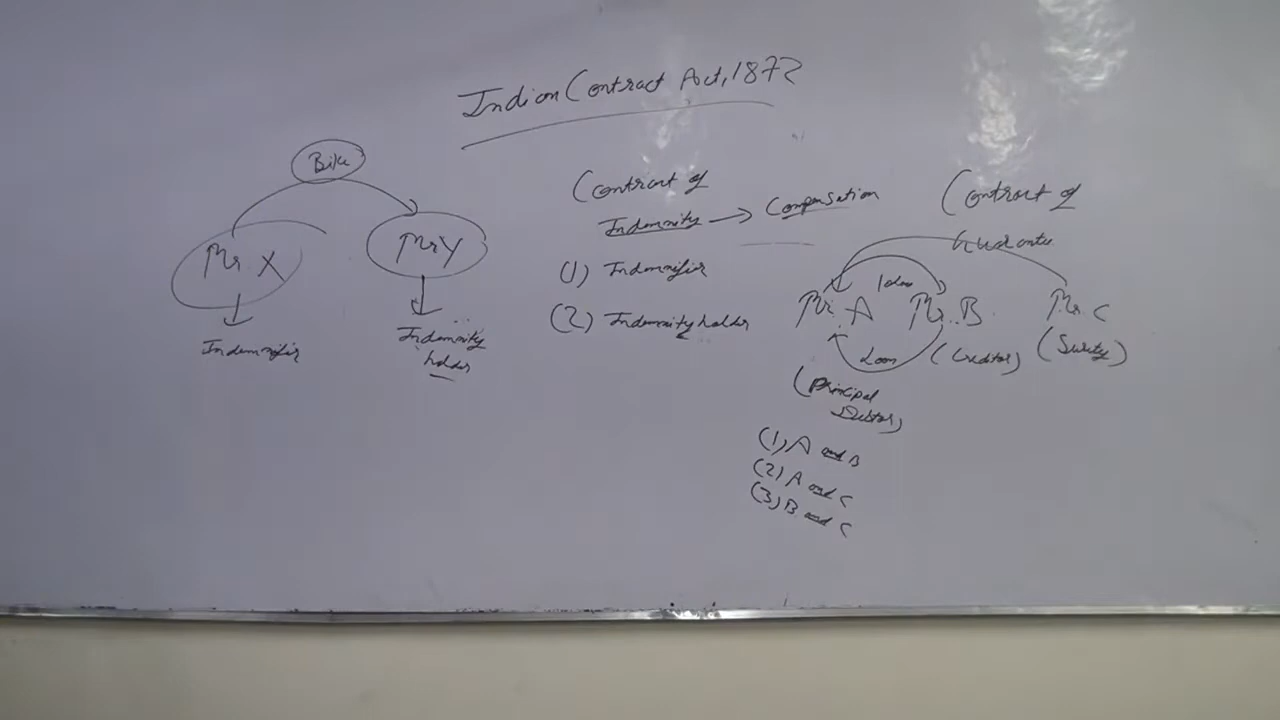 Indian Contract Act, 1872
Bike
Mr X
Mr Y
Indemnifier
Indemnity
holder
Contract of
Indemnity → Compensation
(1) Indemnifier
(2) Indemnity holder
Contract of
Guarantee
Mr. A Mr. B Mr. C
Loan
(Creditor) (Surety)
(Principal
Debtor)
(1) A and B
(2) A and C
(3) B and C